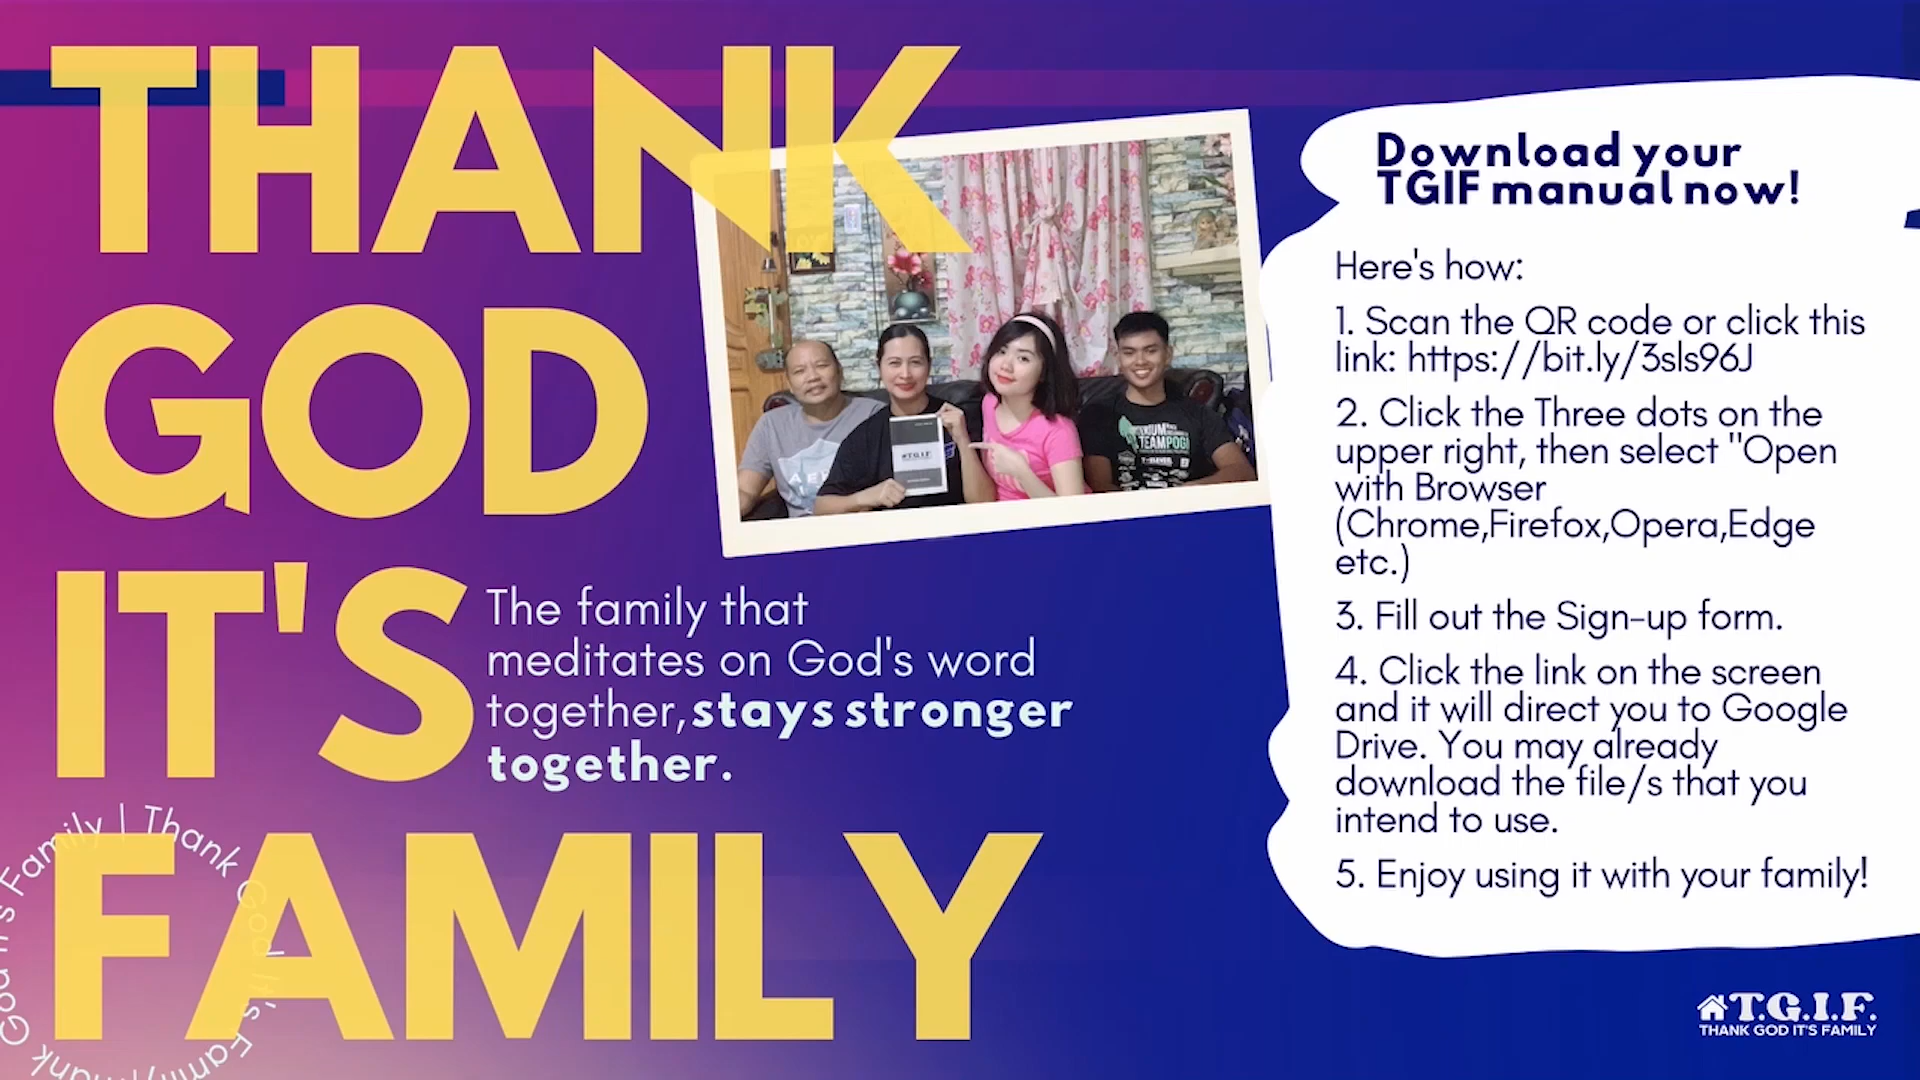 THANK
GOD
IT'S
FAMILY
The family that
meditates on God's word
together, stays stronger
together.
Download your
TGIF manual now!
Here's how:
1. Scan the QR code or click this
link: https://bit.ly/3sls96J
2. Click the Three dots on the
upper right, then select "Open
with Browser
(Chrome,Firefox,Opera,Edge
etc.)
3. Fill out the Sign-up form.
4. Click the link on the screen
and it will direct you to Google
Drive. You may already
download the file/s that you
intend to use.
5. Enjoy using it with your family!
T.G.I.F.
THANK GOD IT'S FAMILY
Family | Thank God It's Family
TEAMPOGI
T.G.I.F.